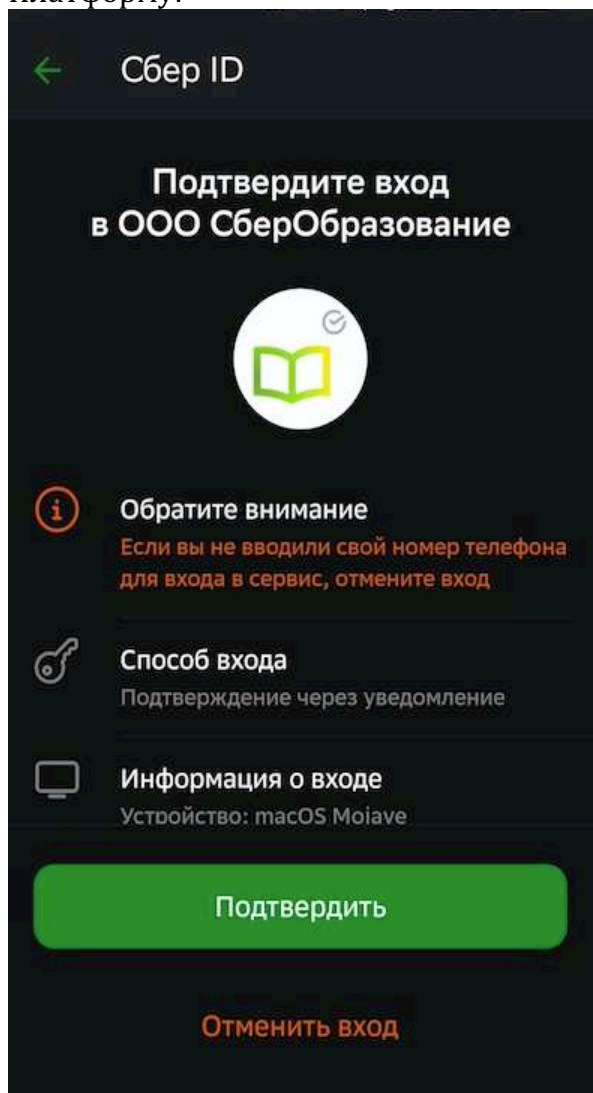 платформу.
Сбер ID
Подтвердите вход
в ООО СберОбразование
Обратите внимание
Если вы не вводили свой номер телефона
для входа в сервис, отмените вход
Способ входа
Подтверждение через уведомление
Информация о входе
Устройство: macOS Mojave
Подтвердить
Отменить вход